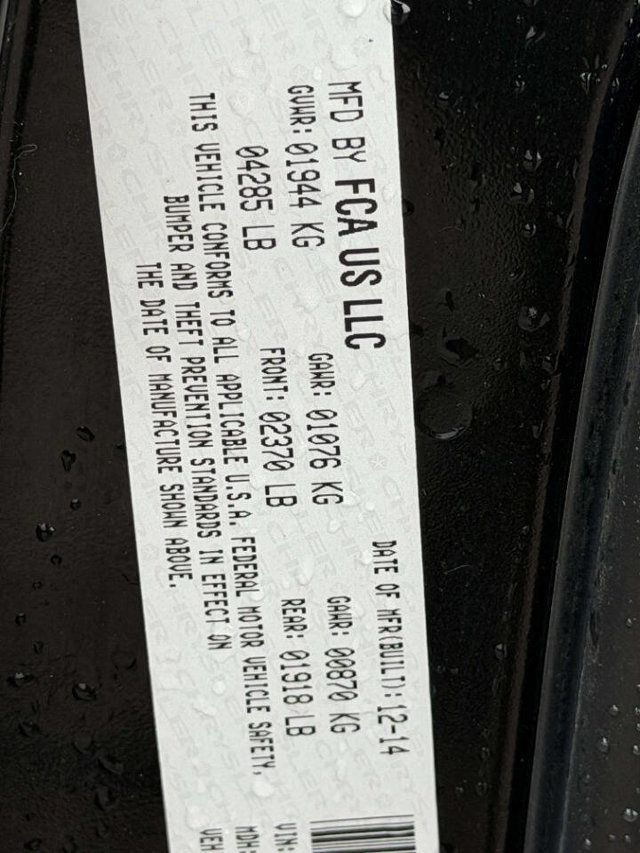 MFD BY FCA US LLC
DATE OF MFR(BUILT): 12-14
GVWR: 01944 KG
GAWR: 01076 KG
GAWR: 00870 KG
04285 LB
FRONT: 02370 LB
REAR: 01918 LB
THIS VEHICLE CONFORMS TO ALL APPLICABLE U.S.A. FEDERAL MOTOR VEHICLE SAFETY,
BUMPER AND THEFT PREVENTION STANDARDS IN EFFECT ON
THE DATE OF MANUFACTURE SHOWN ABOVE.
VIN:
MDH:
VEH